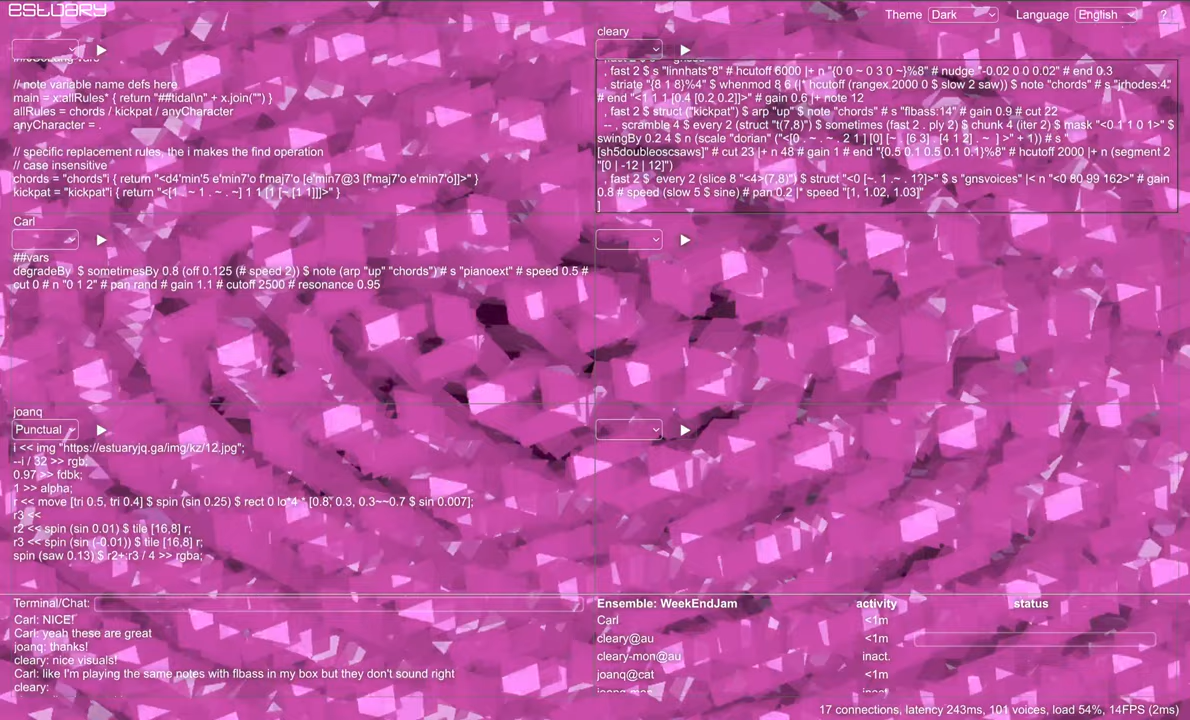 estuary
Theme Dark Language English ?
// note variable name defs here
main = x:allRules* { return "##tidal\n" + x.join("") }
allRules = chords / kickpat / anyCharacter
anyCharacter = .
// specific replacement rules, the i makes the find operation
// case insensitive
chords = "chords"i { return "<d4'min'5 e'min7'o f'maj7'o [e'min7@3 [f'maj7'o e'min7'o]]>" }
kickpat = "kickpat"i { return "<[1 . ~ 1 . ~ . ~] 1 1 [1 [~ [1 1]]]>" }
cleary
, fast 2 $ s "linnhats*8" # hcutoff 6000 |+ n "{0 0 ~ 0 3 0 ~}%8" # nudge "-0.02 0 0 0.02" # end 0.3
, striate "{8 1 8}%4" $ whenmod 8 6 (|* hcutoff (rangex 2000 0 $ slow 2 saw)) $ note "chords" # s "jrhodes:4"
# end "<1 1 1 [0.4 [0.2 0.2]]>" # gain 0.6 |+ note 12
, fast 2 $ struct ("kickpat") $ arp "up" $ note "chords" # s "flbass:14" # gain 0.9 # cut 22
-- , scramble 4 $ every 2 (struct "t(7,8)") $ sometimes (fast 2 . ply 2) $ chunk 4 (iter 2) $ mask "<0 1 1 0 1>" $
swingBy 0.2 4 $ n (scale "dorian" ("<[0 . ~ . ~ . 2 1 ] [0] [~ . [6 3] . [4 1 2] . ~ . ] ~ >" + 1)) # s "
[sh5doubleoscsaws]" # cut 23 |+ n 48 # gain 1 # end "{0.5 0.1 0.5 0.1 0.1}%8" # hcutoff 2000 |+ n (segment 2
"![0 | -12 | 12]")
, fast 2 $ every 2 (slice 8 "<4>(7,8)") $ struct "<0 [~. 1 .~ . 1?]>" $ s "gnsvoices" |< n "<0 80.99 162>" # gain
0.8 # speed (slow 5 $ sine) # pan 0.2 |* speed "[1, 1.02, 1.03]"
]
Carl
##vars
degradeBy $ sometimesBy 0.8 (off 0.125 (# speed 2)) $ note (arp "up" "chords") # s "pianoext" # speed 0.5 #
cut 0 # n "0 1 2" # pan rand # gain 1.1 # cutoff 2500 # resonance 0.95
joanq
Punctual
i << img "https://estuaryjq.ga/img/kz/12.jpg";
--i / 32 >> rgb;
0.97 >> fdbk;
1 >> alpha;
r << move [tri 0.5, tri 0.4] $ spin (sin 0.25) $ rect 0 lo*4 * [0.8, 0.3, 0.3~~0.7 $ sin 0.007];
r3 <<
r2 << spin (sin 0.01) $ tile [16,8] r;
r3 << spin (sin (-0.01)) $ tile [16,8] r;
spin (saw 0.13) $ r2+r3 / 4 >> rgba;
Terminal/Chat:
Carl: NICE!
Carl: yeah these are great
joanq: thanks!
cleary: nice visuals!
Carl: like I'm playing the same notes with flbass in my box but they don't sound right
cleary:
Ensemble: WeekEndJam activity status
Carl <1m
cleary@au <1m
cleary-mon@au inact.
joanq@cat <1m
17 connections, latency 243ms, 101 voices, load 54%, 14FPS (2ms)